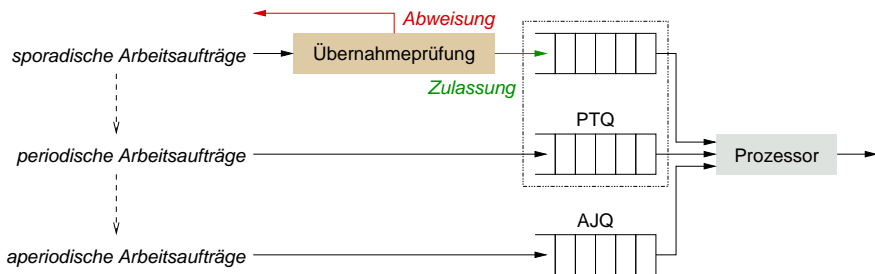 Abweisung
sporadische Arbeitsaufträge
Übernahmeprüfung
Zulassung
PTQ
periodische Arbeitsaufträge
Prozessor
AJQ
aperiodische Arbeitsaufträge